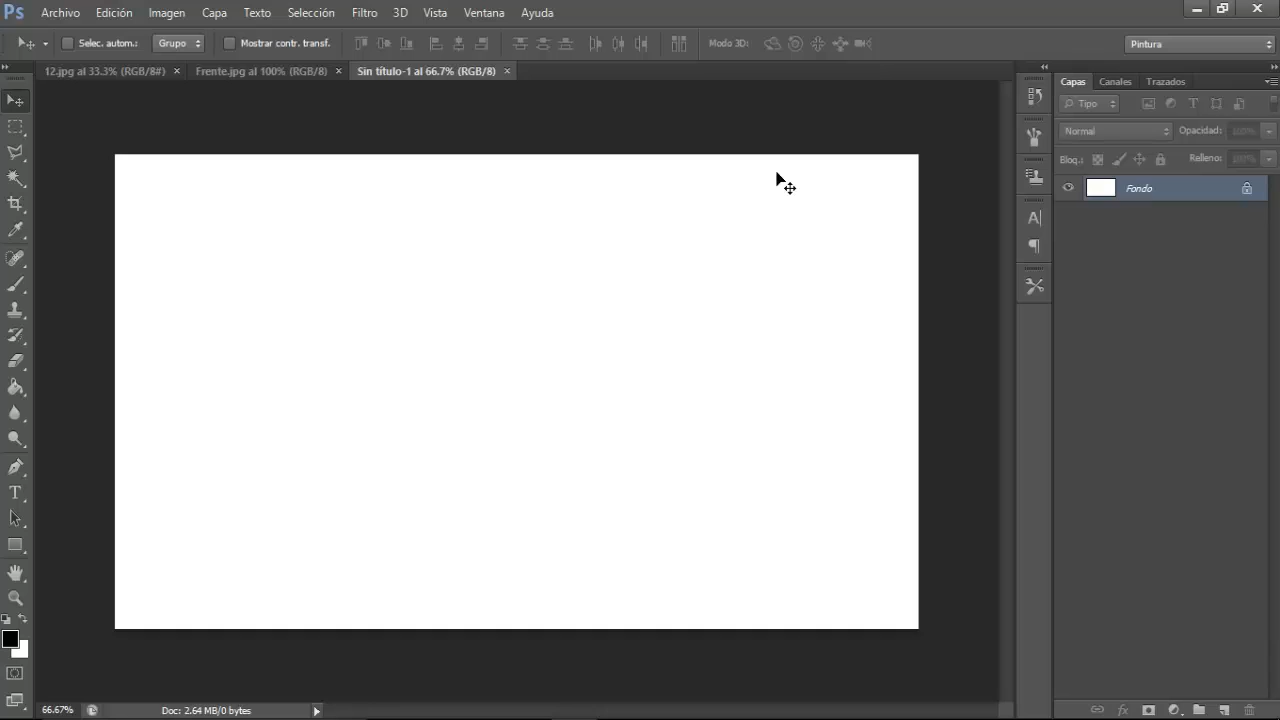 Ps Archivo Edición Imagen Capa Texto Selección Filtro 3D Vista Ventana Ayuda
Selec. autom.: Grupo Mostrar contr. transf. Modo 3D: Pintura
12.jpg al 33.3% (RGB/8#) × Frente.jpg al 100% (RGB/8) × Sin título-1 al 66.7% (RGB/8) ×
Capas Canales Trazados
Tipo
Normal Opacidad: 100%
Bloq.: Relleno: 100%
Fondo
66.67% Doc: 2.64 MB/0 bytes